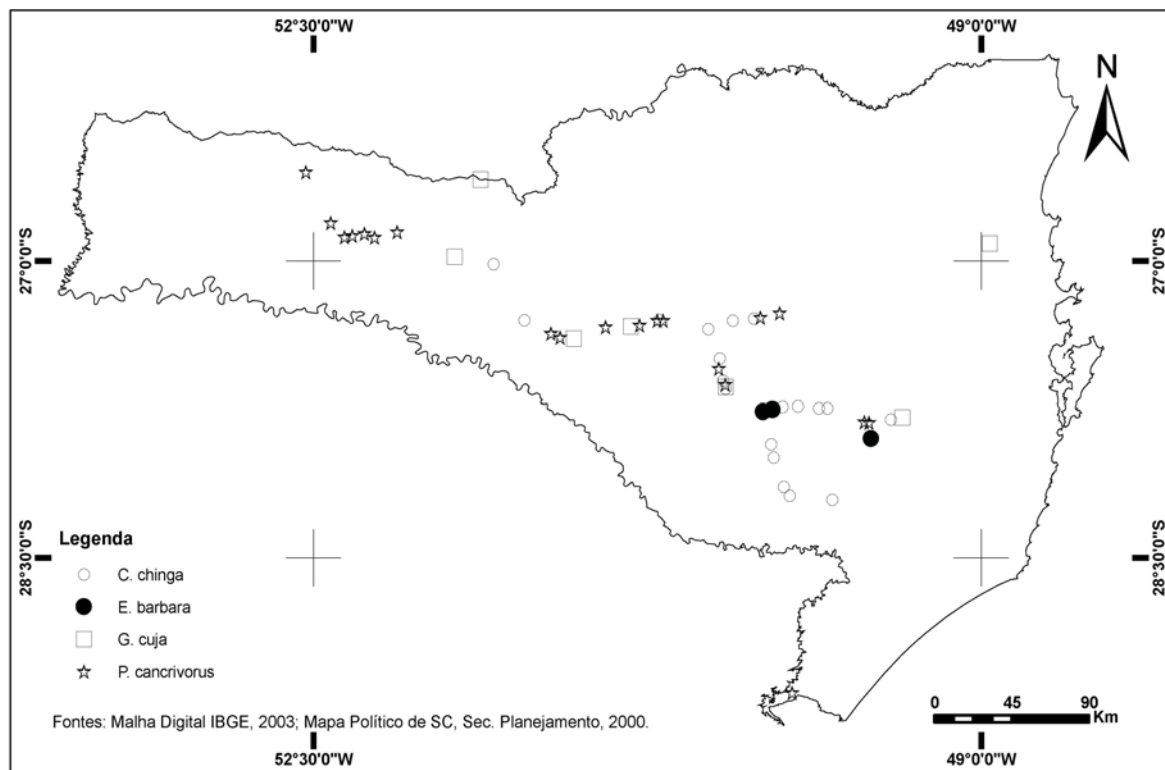 52°30'0"W
49°0'0"W
N
27°0'0"S
27°0'0"S
28°30'0"S
28°30'0"S
Legenda
C. chinga
E. barbara
G. cuja
P. cancrivorus
0 45 90
Km
Fontes: Malha Digital IBGE, 2003; Mapa Político de SC, Sec. Planejamento, 2000.
52°30'0"W
49°0'0"W